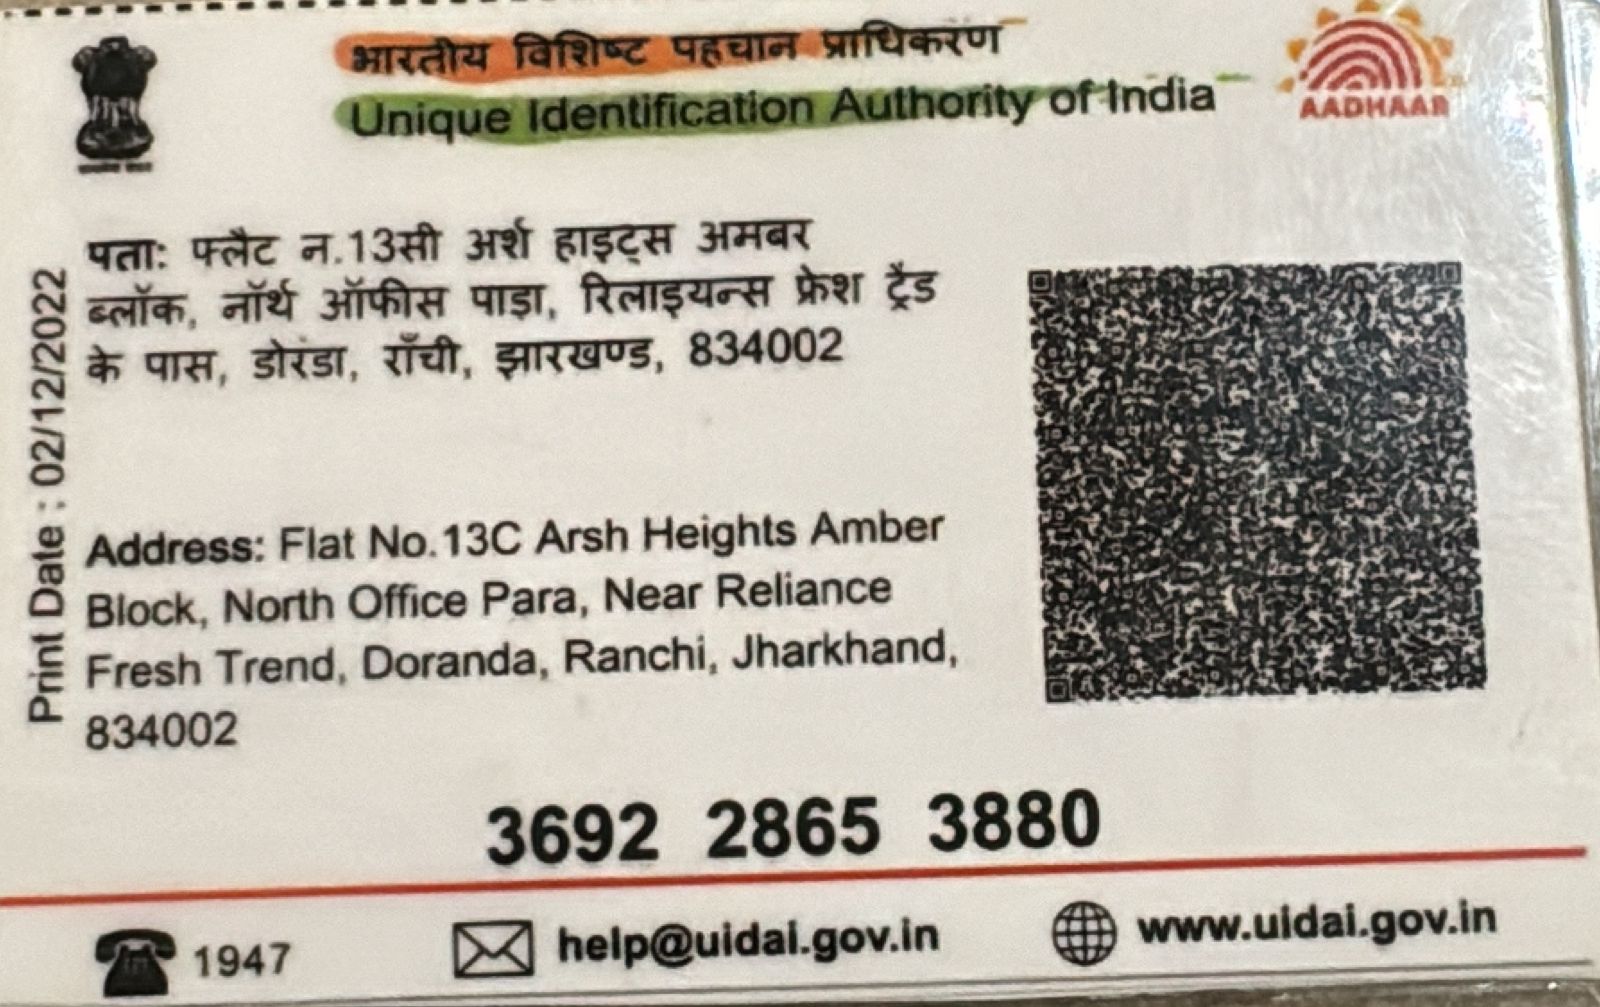 भारतीय विशिष्ट पहचान प्राधिकरण
Unique Identification Authority of India
AADHAAR
पता: फ्लैट न.13सी अर्श हाइट्स अमबर
ब्लॉक, नॉर्थ ऑफीस पाड़ा, रिलाइयन्स फ्रेश ट्रैड
के पास, डोरंडा, राँची, झारखण्ड, 834002
Print Date : 02/12/2022
Address: Flat No.13C Arsh Heights Amber
Block, North Office Para, Near Reliance
Fresh Trend, Doranda, Ranchi, Jharkhand,
834002
3692 2865 3880
1947
help@uidai.gov.in
www.uidai.gov.in